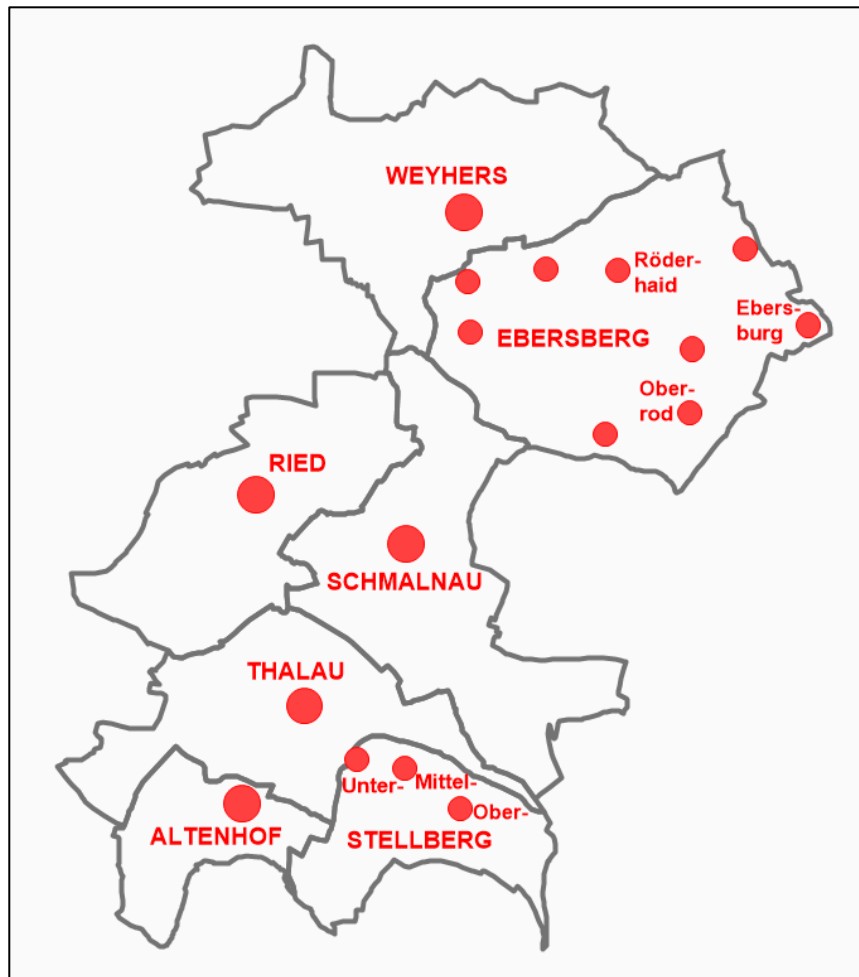 WEYHERS
Röder-
haid
Ebers-
burg
EBERSBERG
Ober-
rod
RIED
SCHMALNAU
THALAU
Unter-
Mittel-
Ober-
ALTENHOF
STELLBERG